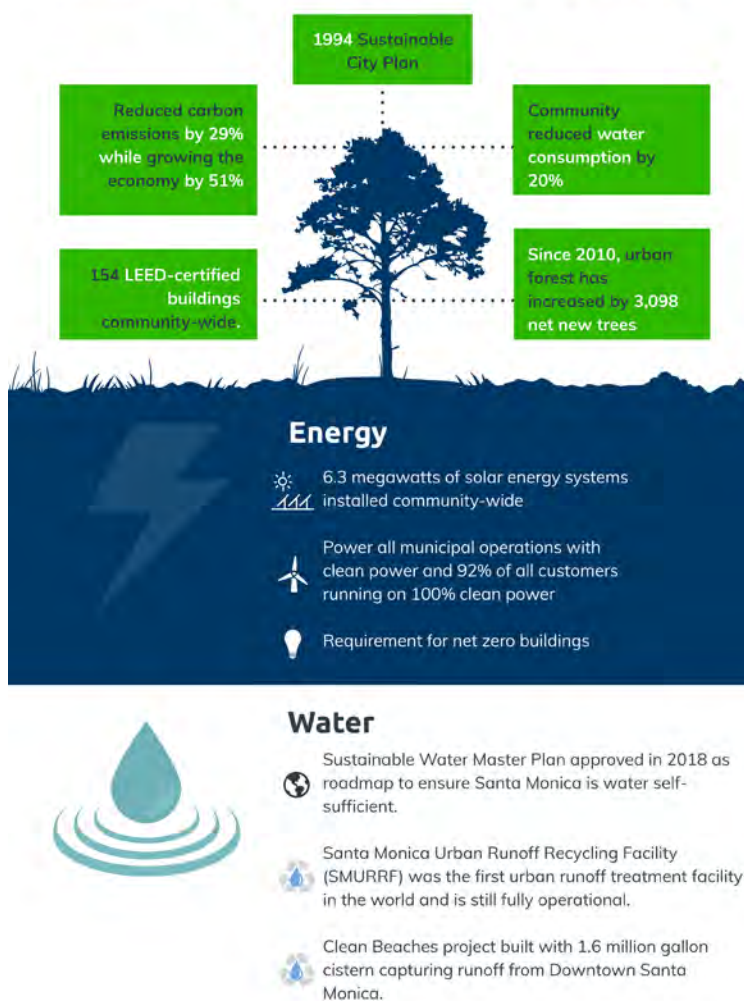 1994 Sustainable
City Plan
Reduced carbon
emissions by 29%
while growing the
economy by 51%
Community
reduced water
consumption by
20%
154 LEED-certified
buildings
community-wide.
Since 2010, urban
forest has
increased by 3,098
net new trees
Energy
6.3 megawatts of solar energy systems
installed community-wide
Power all municipal operations with
clean power and 92% of all customers
running on 100% clean power
Requirement for net zero buildings
Water
Sustainable Water Master Plan approved in 2018 as
roadmap to ensure Santa Monica is water self-
sufficient.
Santa Monica Urban Runoff Recycling Facility
(SMURRF) was the first urban runoff treatment facility
in the world and is still fully operational.
Clean Beaches project built with 1.6 million gallon
cistern capturing runoff from Downtown Santa
Monica.